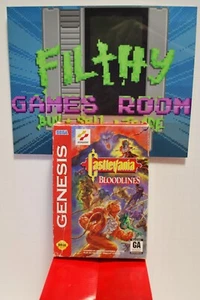 FILTHY
GAMES ROOM
GENESIS
SEGA
KONAMI
Castlevania
BLOODLINES
GA